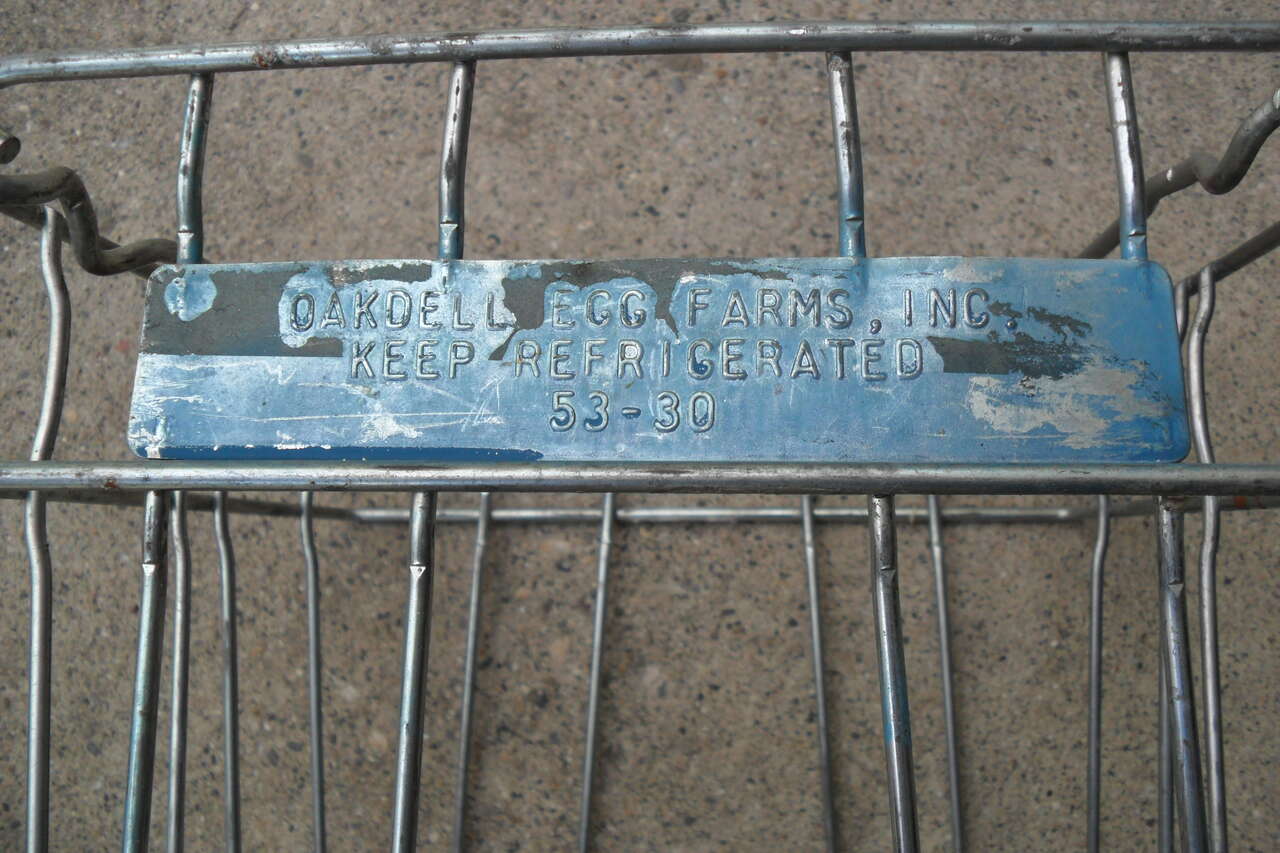 OAKDELL EGG FARMS, INC.
KEEP REFRIGERATED
53-30